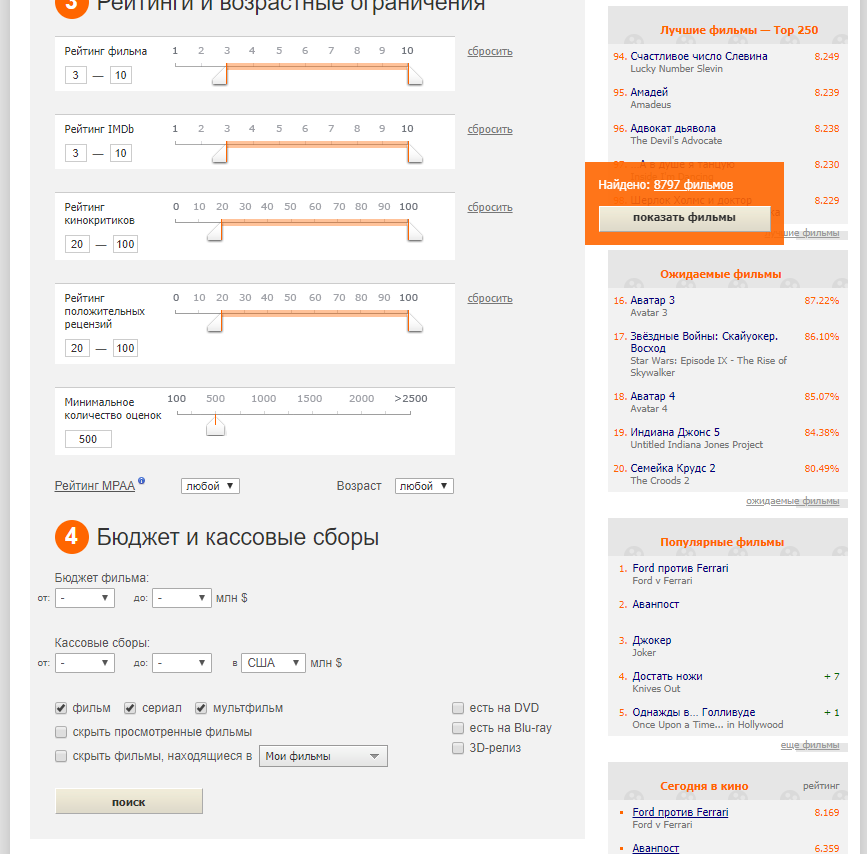 3 Рейтинги и возрастные ограничения
Рейтинг фильма
1 2 3 4 5 6 7 8 9 10
сбросить
3 — 10
Рейтинг IMDb
1 2 3 4 5 6 7 8 9 10
сбросить
3 — 10
Рейтинг
кинокритиков
0 10 20 30 40 50 60 70 80 90 100
сбросить
20 — 100
Рейтинг
положительных
рецензий
0 10 20 30 40 50 60 70 80 90 100
сбросить
20 — 100
Минимальное
количество оценок
100 500 1000 1500 2000 >2500
500
Рейтинг MPAA i любой ▼ Возраст любой ▼
4 Бюджет и кассовые сборы
Бюджет фильма:
от: - ▼ до: - ▼ млн $
Кассовые сборы:
от: - ▼ до: - ▼ в США ▼ млн $
фильм сериал мультфильм
скрыть просмотренные фильмы
скрыть фильмы, находящиеся в Мои фильмы
есть на DVD
есть на Blu-ray
3D-релиз
поиск
Лучшие фильмы — Top 250
94. Счастливое число Слевина 8.249
Lucky Number Slevin
95. Амадей 8.239
Amadeus
96. Адвокат дьявола 8.238
The Devil's Advocate
97. А в душе я танцую 8.230
Найдено: 8797 фильмов
Шерлок Холмс и доктор 8.229
показать фильмы
фильмы
Ожидаемые фильмы
16. Аватар 3 87.22%
Avatar 3
17. Звёздные Войны: Скайуокер. 86.10%
Восход
Star Wars: Episode IX - The Rise of
Skywalker
18. Аватар 4 85.07%
Avatar 4
19. Индиана Джонс 5 84.38%
Untitled Indiana Jones Project
20. Семейка Крудс 2 80.49%
The Croods 2
ожидаемые фильмы
Популярные фильмы
1. Ford против Ferrari
Ford v Ferrari
2. Аванпост
3. Джокер
Joker
4. Достать ножи + 7
Knives Out
5. Однажды в… Голливуде + 1
Once Upon a Time... in Hollywood
еще фильмы
Сегодня в кино рейтинг
Ford против Ferrari 8.169
Ford v Ferrari
Аванпост 6.359